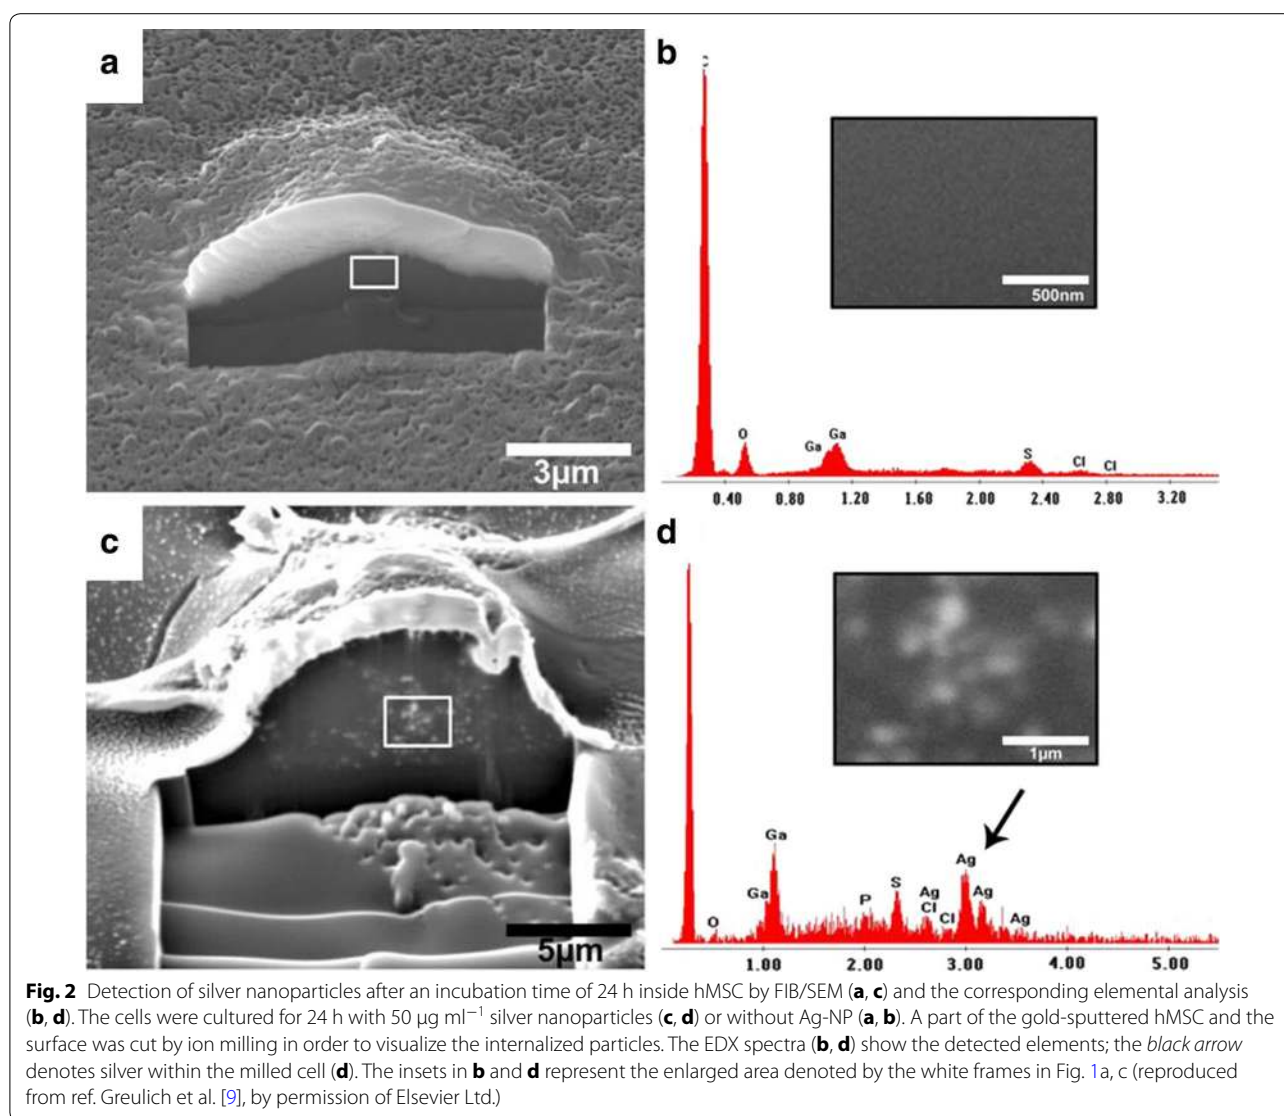 a
3µm
b
O
Ga
Ga
S
Cl
Cl
500nm
0.40 0.80 1.20 1.60 2.00 2.40 2.80 3.20
c
5µm
d
O
Ga
Ga
P
S
Ag
Cl
Cl
Ag
Ag
Ag
1µm
1.00 2.00 3.00 4.00 5.00
Fig. 2 Detection of silver nanoparticles after an incubation time of 24 h inside hMSC by FIB/SEM (a, c) and the corresponding elemental analysis
(b, d). The cells were cultured for 24 h with 50 µg ml⁻¹ silver nanoparticles (c, d) or without Ag-NP (a, b). A part of the gold-sputtered hMSC and the
surface was cut by ion milling in order to visualize the internalized particles. The EDX spectra (b, d) show the detected elements; the black arrow
denotes silver within the milled cell (d). The insets in b and d represent the enlarged area denoted by the white frames in Fig. 1a, c (reproduced
from ref. Greulich et al. [9], by permission of Elsevier Ltd.)